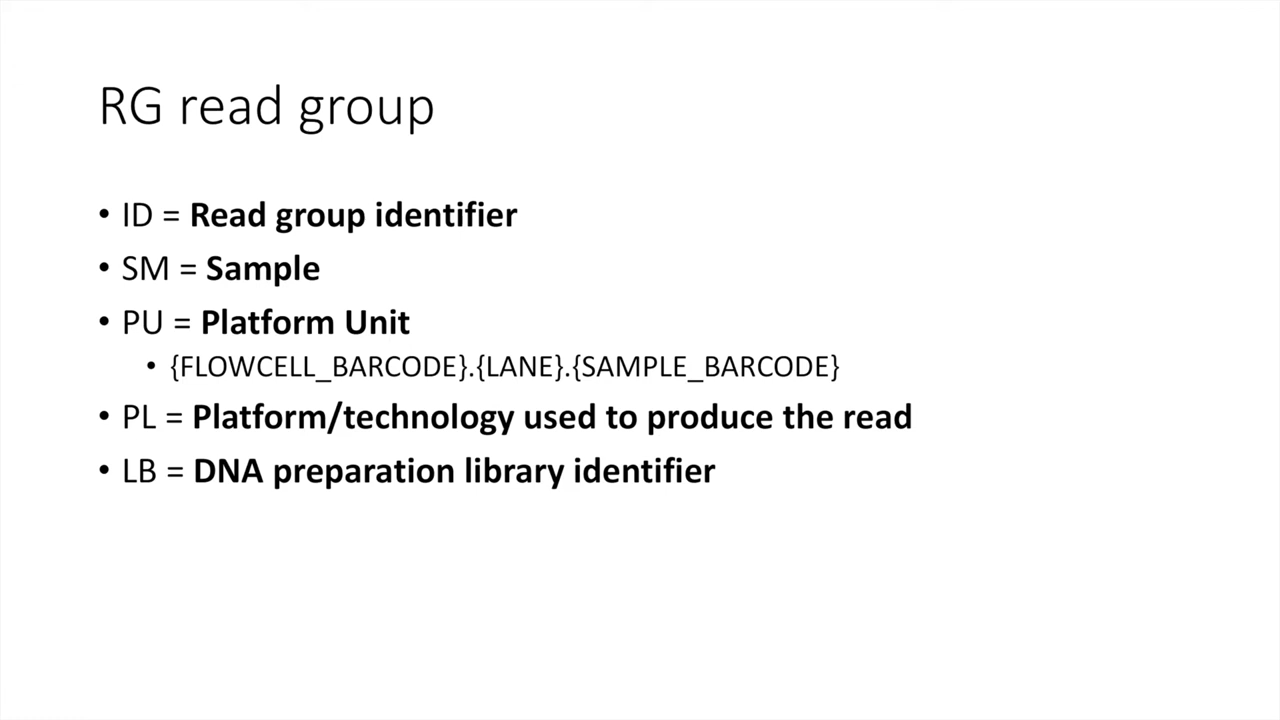 RG read group
• ID = Read group identifier
• SM = Sample
• PU = Platform Unit
• {FLOWCELL_BARCODE}.{LANE}.{SAMPLE_BARCODE}
• PL = Platform/technology used to produce the read
• LB = DNA preparation library identifier